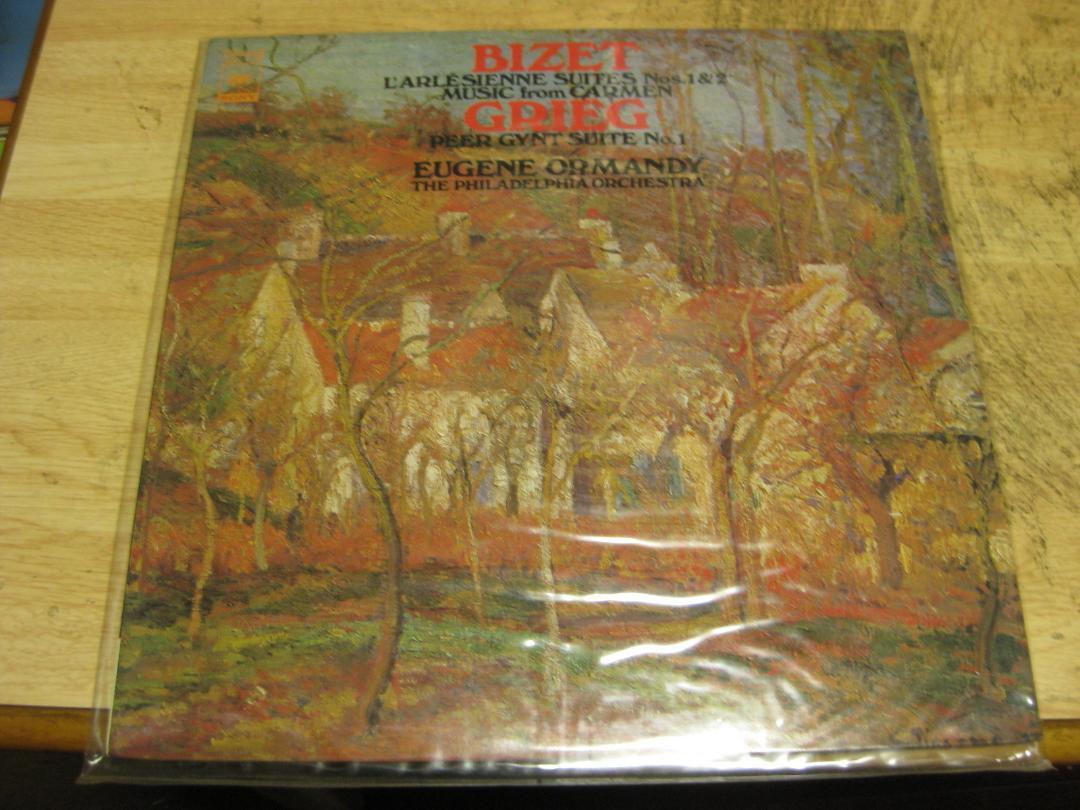 BIZET
L'ARLÉSIENNE SUITES Nos.1&2
MUSIC from CARMEN
GRIEG
PEER GYNT SUITE No.1
EUGENE ORMANDY
THE PHILADELPHIA ORCHESTRA